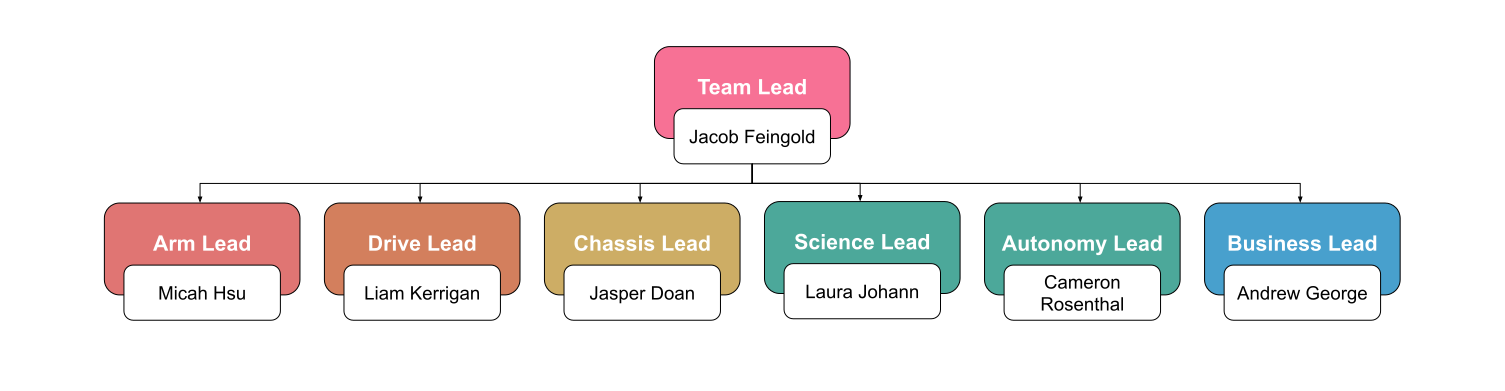 Team Lead
Jacob Feingold
Arm Lead
Micah Hsu
Drive Lead
Liam Kerrigan
Chassis Lead
Jasper Doan
Science Lead
Laura Johann
Autonomy Lead
Cameron
Rosenthal
Business Lead
Andrew George